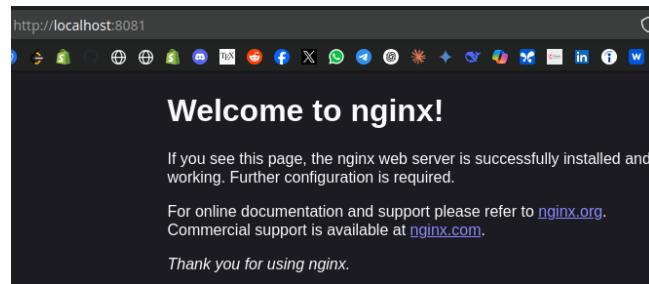 http://localhost:8081
Welcome to nginx!
If you see this page, the nginx web server is successfully installed and
working. Further configuration is required.
For online documentation and support please refer to nginx.org.
Commercial support is available at nginx.com.
Thank you for using nginx.